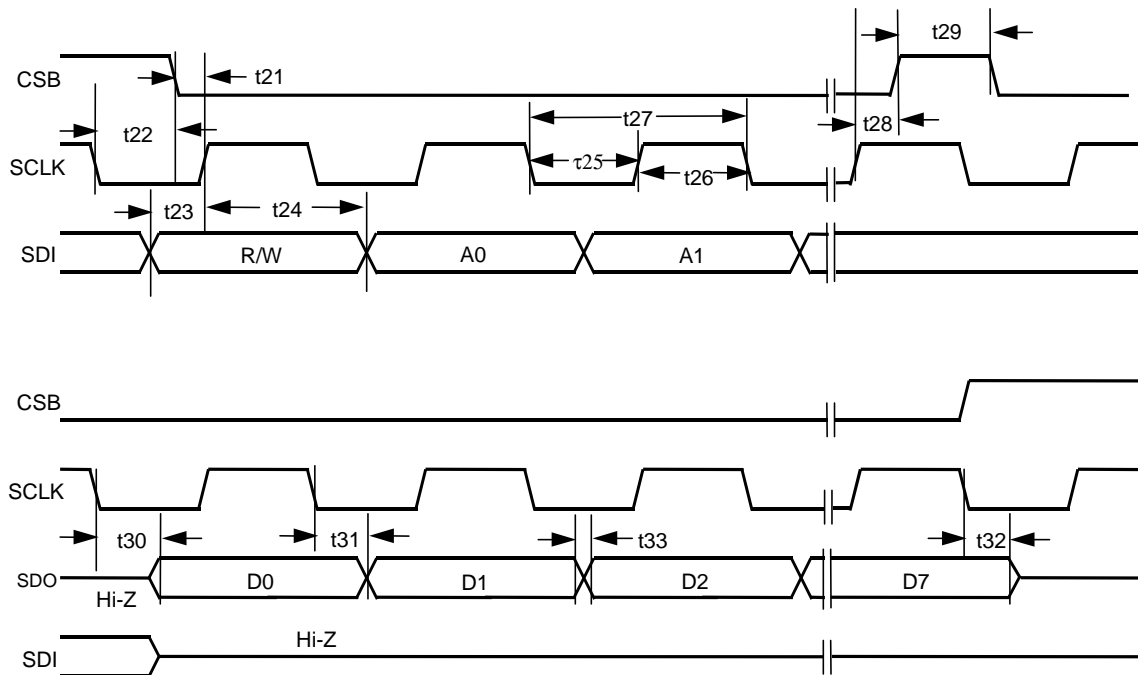 t29
CSB
t21
t27
t22
t28
SCLK
τ25
t26
t23
t24
SDI
R/W
A0
A1
CSB
SCLK
t30
t31
t33
t32
SDO
D0
D1
D2
D7
Hi-Z
Hi-Z
SDI